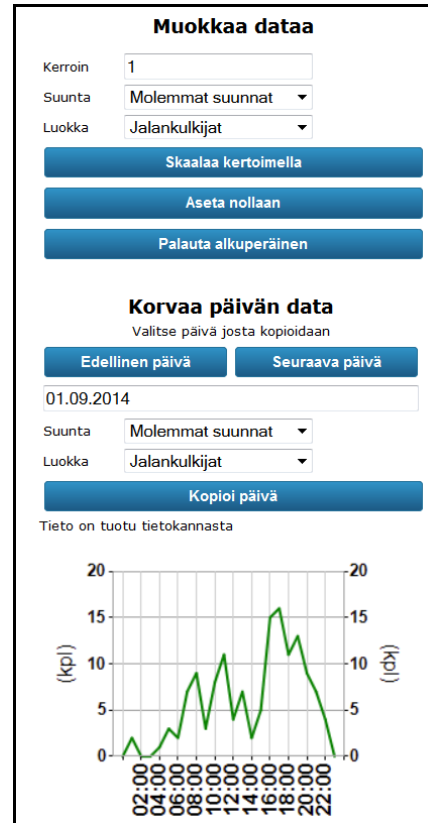 Muokkaa dataa
Kerroin 1
Suunta Molemmat suunnat
Luokka Jalankulkijat
Skaalaa kertoimella
Aseta nollaan
Palauta alkuperäinen
Korvaa päivän data
Valitse päivä josta kopioidaan
Edellinen päivä Seuraava päivä
01.09.2014
Suunta Molemmat suunnat
Luokka Jalankulkijat
Kopioi päivä
Tieto on tuotu tietokannasta
20 20
15 15
(kpl) (kpl)
10 10
5 5
0 0
02:00 04:00 06:00 08:00 10:00 12:00 14:00 16:00 18:00 20:00 22:00